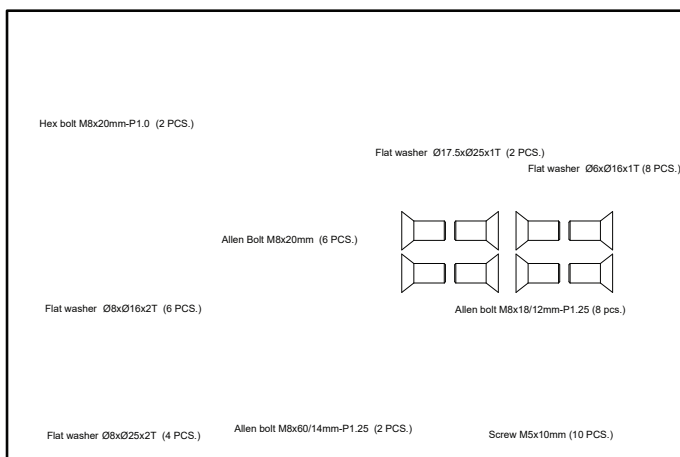 Hex bolt M8x20mm-P1.0 (2 PCS.)
Flat washer Ø17.5xØ25x1T (2 PCS.)
Flat washer Ø6xØ16x1T (8 PCS.)
Allen Bolt M8x20mm (6 PCS.)
Flat washer Ø8xØ16x2T (6 PCS.)
Allen bolt M8x18/12mm-P1.25 (8 pcs.)
Flat washer Ø8xØ25x2T (4 PCS.)
Allen bolt M8x60/14mm-P1.25 (2 PCS.)
Screw M5x10mm (10 PCS.)